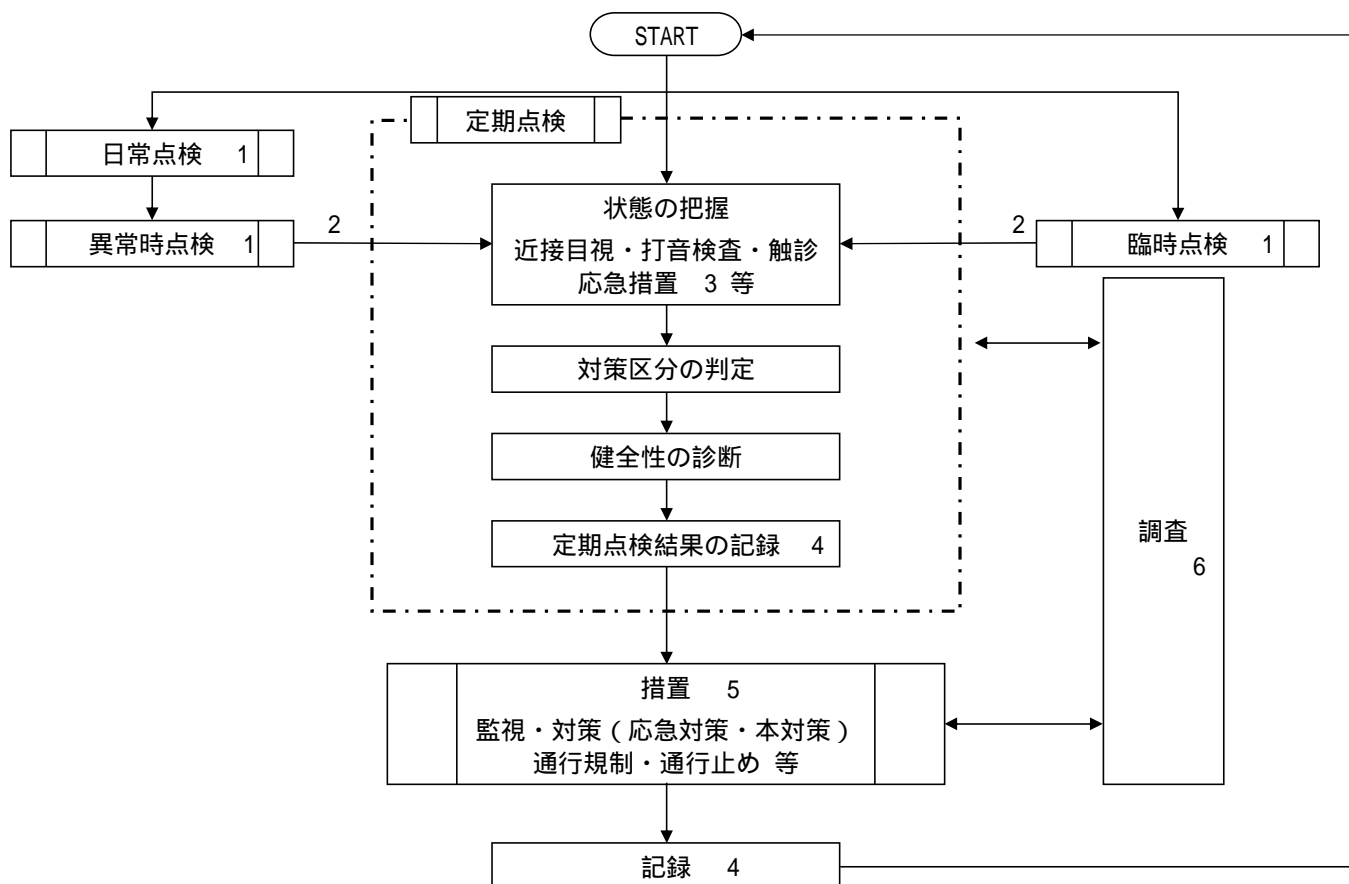 START
定期点検
日常点検 1
異常時点検 1
2
状態の把握
近接目視・打音検査・触診
応急措置 3 等
2
臨時点検 1
対策区分の判定
健全性の診断
定期点検結果の記録 4
調査
6
措置 5
監視・対策(応急対策・本対策)
通行規制・通行止め 等
記録 4